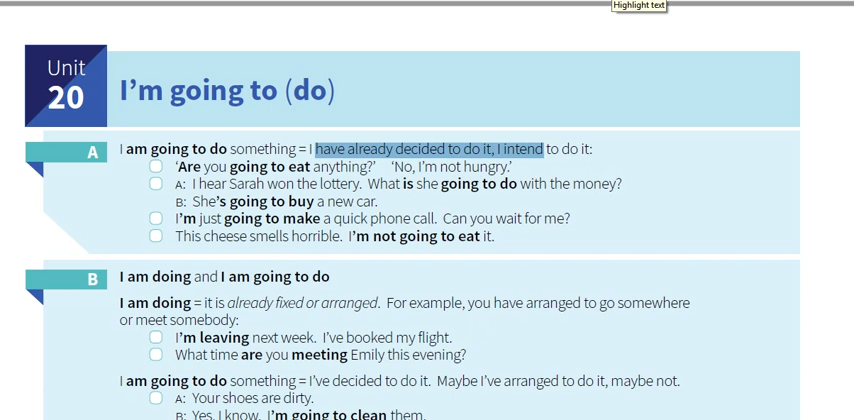 Highlight text
Unit
20
I'm going to (do)
A
I am going to do something = I have already decided to do it, I intend to do it:
‘Are you going to eat anything?’ ‘No, I’m not hungry.’
A: I hear Sarah won the lottery. What is she going to do with the money?
B: She’s going to buy a new car.
I’m just going to make a quick phone call. Can you wait for me?
This cheese smells horrible. I’m not going to eat it.
B
I am doing and I am going to do
I am doing = it is already fixed or arranged. For example, you have arranged to go somewhere
or meet somebody:
I’m leaving next week. I’ve booked my flight.
What time are you meeting Emily this evening?
I am going to do something = I’ve decided to do it. Maybe I’ve arranged to do it, maybe not.
A: Your shoes are dirty.
B: Yes, I know. I’m going to clean them.